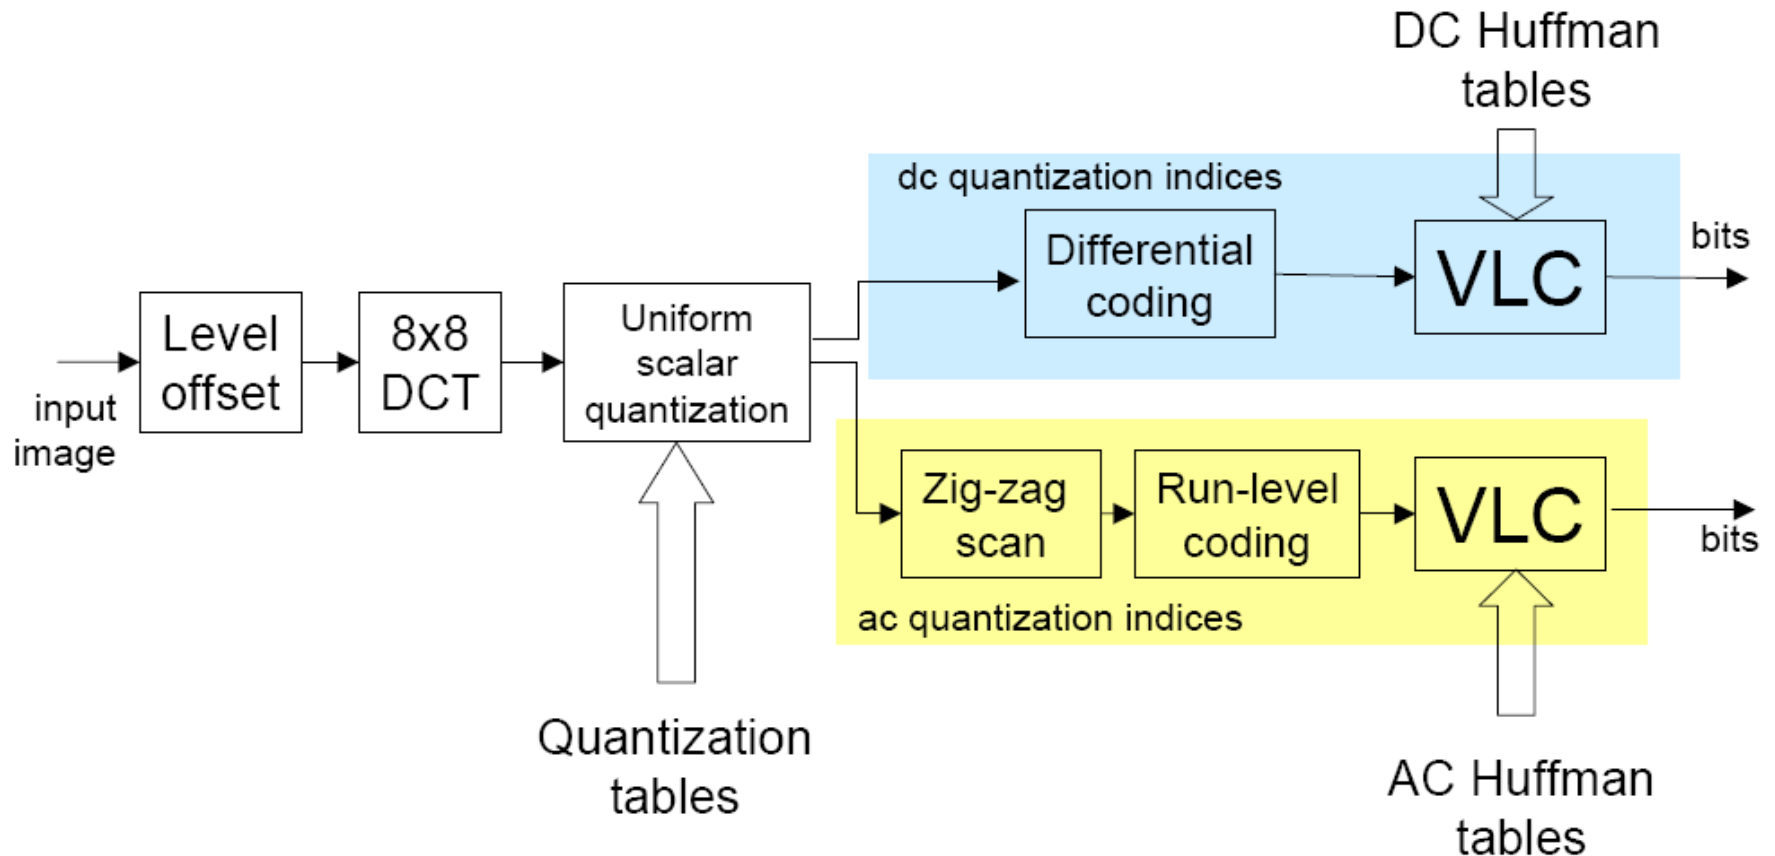 DC Huffman
tables
dc quantization indices
Differential
coding
VLC
bits
input
image
Level
offset
8x8
DCT
Uniform
scalar
quantization
Zig-zag
scan
Run-level
coding
VLC
bits
ac quantization indices
Quantization
tables
AC Huffman
tables